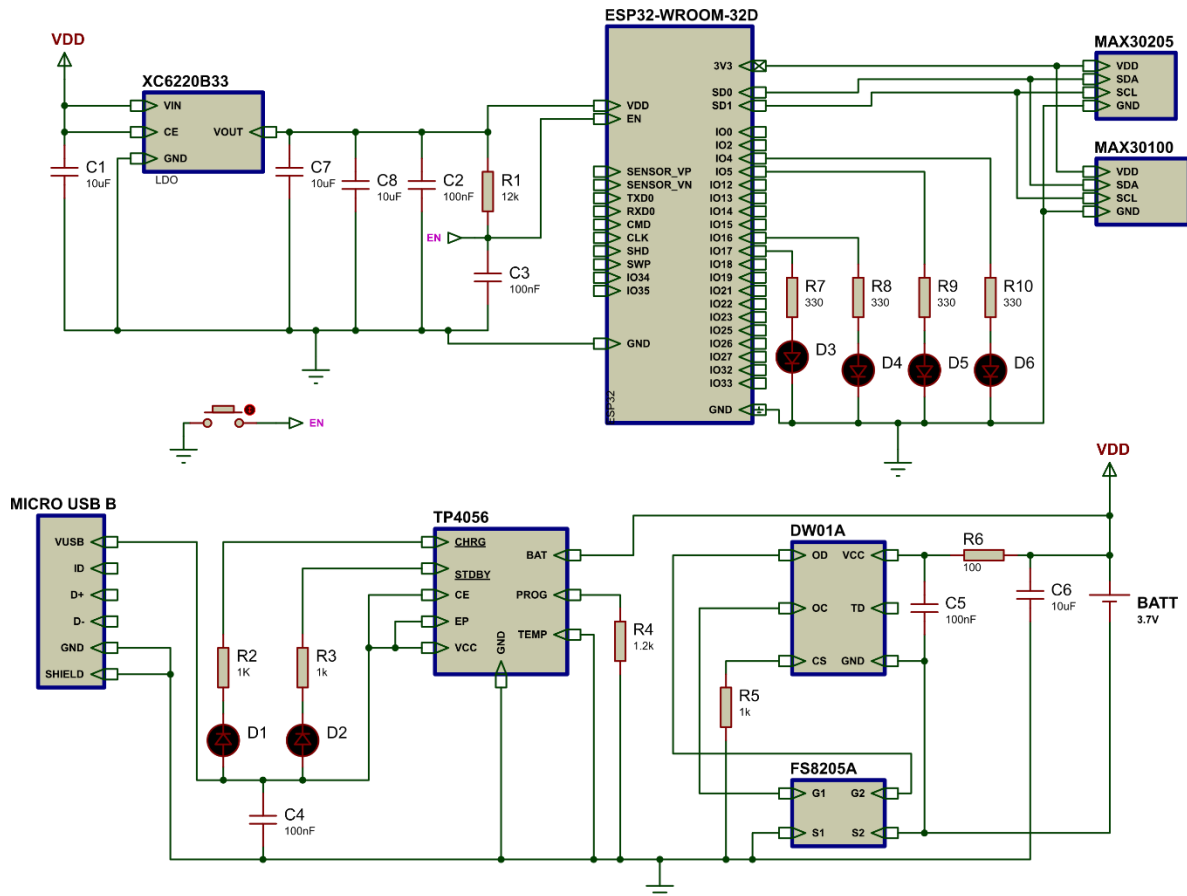 ESP32-WROOM-32D
VDD
XC6220B33
VIN
CE
VOUT
GND
LDO
C1
10uF
C7
10uF
C8
10uF
C2
100nF
R1
12k
EN
C3
100nF
VDD
EN
SENSOR_VP
SENSOR_VN
TXD0
RXD0
CMD
CLK
SHD
SWP
IO34
IO35
GND
ESP32
3V3
SD0
SD1
IO0
IO2
IO4
IO5
IO12
IO13
IO14
IO15
IO16
IO17
IO18
IO19
IO21
IO22
IO23
IO25
IO26
IO27
IO32
IO33
GND
MAX30205
VDD
SDA
SCL
GND
MAX30100
VDD
SDA
SCL
GND
R7
330
R8
330
R9
330
R10
330
D3
D4
D5
D6
EN
MICRO USB B
VUSB
ID
D+
D-
GND
SHIELD
R2
1K
R3
1k
D1
D2
C4
100nF
TP4056
CHRG
STDBY
CE
EP
VCC
BAT
PROG
TEMP
GND
R4
1.2k
VDD
DW01A
OD
OC
CS
VCC
TD
GND
R6
100
C5
100nF
C6
10uF
BATT
3.7V
R5
1k
FS8205A
G1
G2
S1
S2